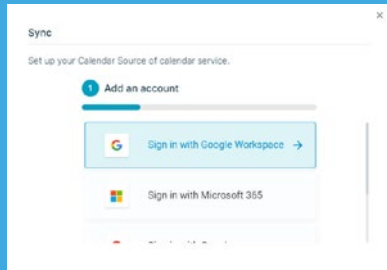 Sync
Set up your Calendar Source of calendar service.
1 Add an account
Sign in with Google Workspace
Sign in with Microsoft 365